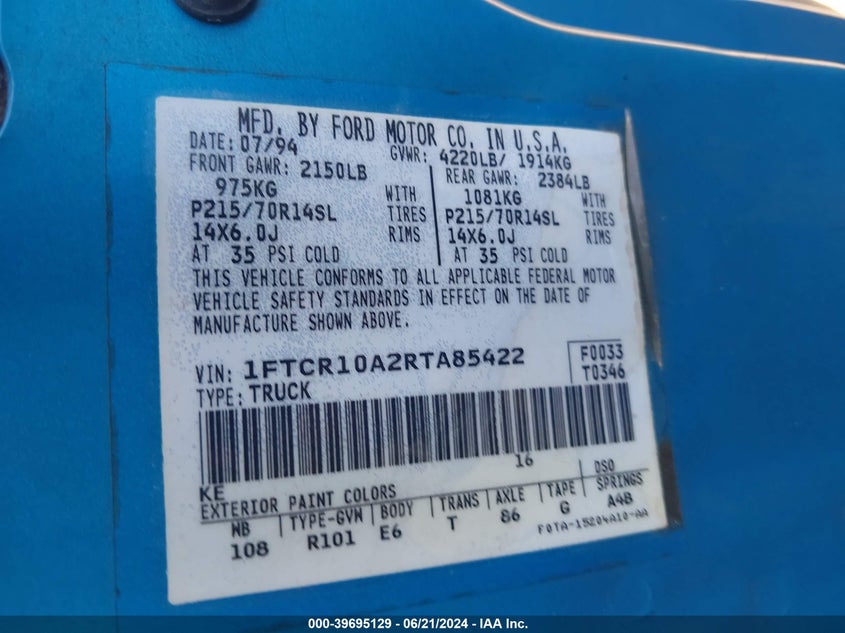 MFD. BY FORD MOTOR CO. IN U.S.A.
DATE: 07/94 GVWR: 4220LB/ 1914KG
FRONT GAWR: 2150LB REAR GAWR: 2384LB
975KG WITH 1081KG WITH
P215/70R14SL TIRES P215/70R14SL TIRES
14X6.0J RIMS 14X6.0J RIMS
AT 35 PSI COLD AT 35 PSI COLD
THIS VEHICLE CONFORMS TO ALL APPLICABLE FEDERAL MOTOR
VEHICLE SAFETY STANDARDS IN EFFECT ON THE DATE OF
MANUFACTURE SHOWN ABOVE.
VIN: 1FTCR10A2RTA85422 F0033
TYPE: TRUCK T0346
KE 16 DSO
EXTERIOR PAINT COLORS
WB TYPE-GVW BODY TRANS AXLE TAPE SPRINGS
108 R101 E6 T 86 G A4B
F0TA-15204A10-AA
000-39695129 - 06/21/2024 - IAA Inc.